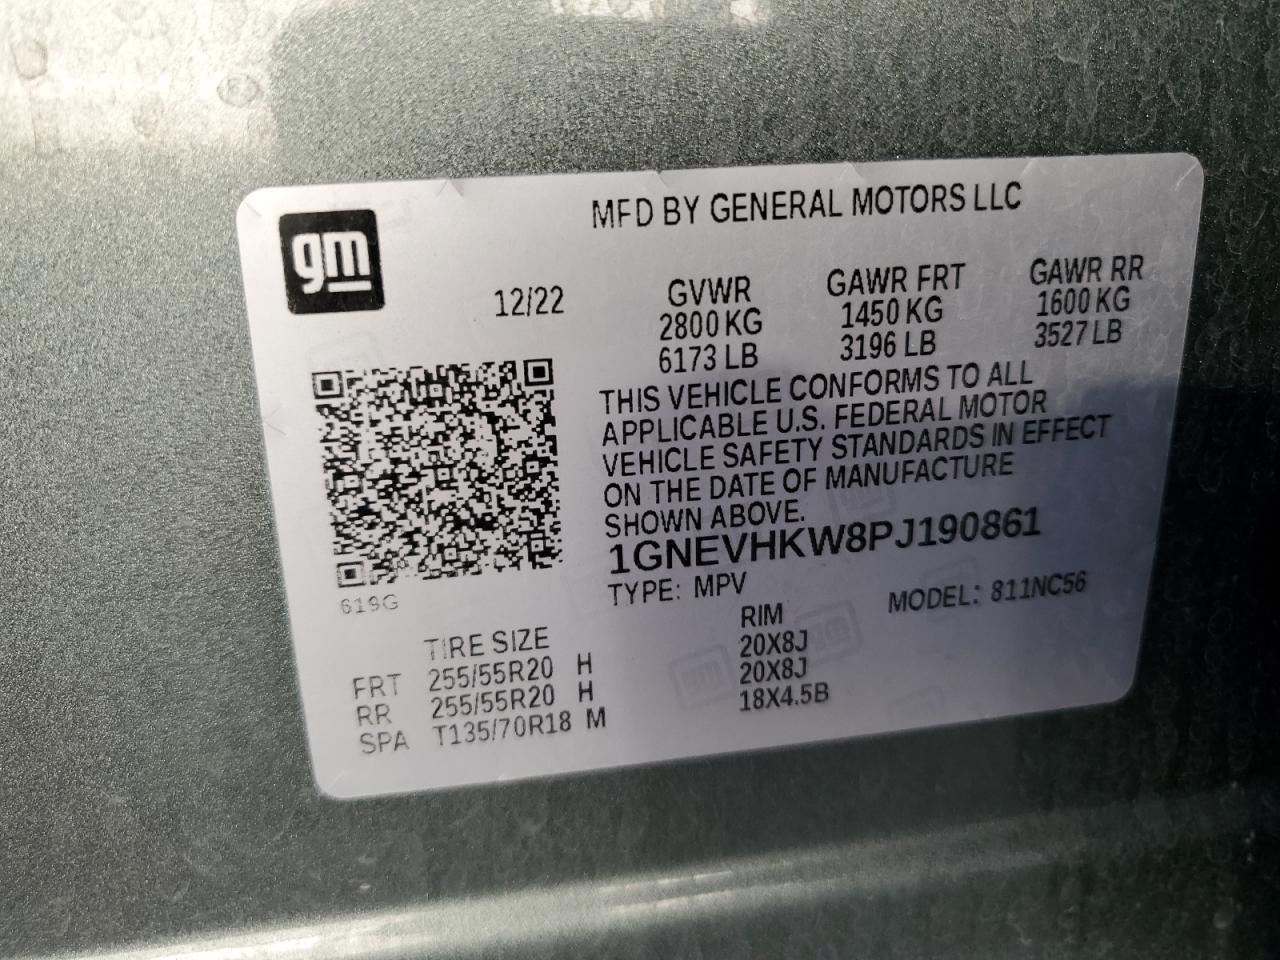 MFD BY GENERAL MOTORS LLC
gm
12/22
GVWR GAWR FRT GAWR RR
2800 KG 1450 KG 1600 KG
6173 LB 3196 LB 3527 LB
THIS VEHICLE CONFORMS TO ALL
APPLICABLE U.S. FEDERAL MOTOR
VEHICLE SAFETY STANDARDS IN EFFECT
ON THE DATE OF MANUFACTURE
SHOWN ABOVE.
1GNEVHKW8PJ190861
TYPE: MPV MODEL: 811NC56
619G
TIRE SIZE RIM
FRT 255/55R20 H 20X8J
RR 255/55R20 H 20X8J
SPA T135/70R18 M 18X4.5B